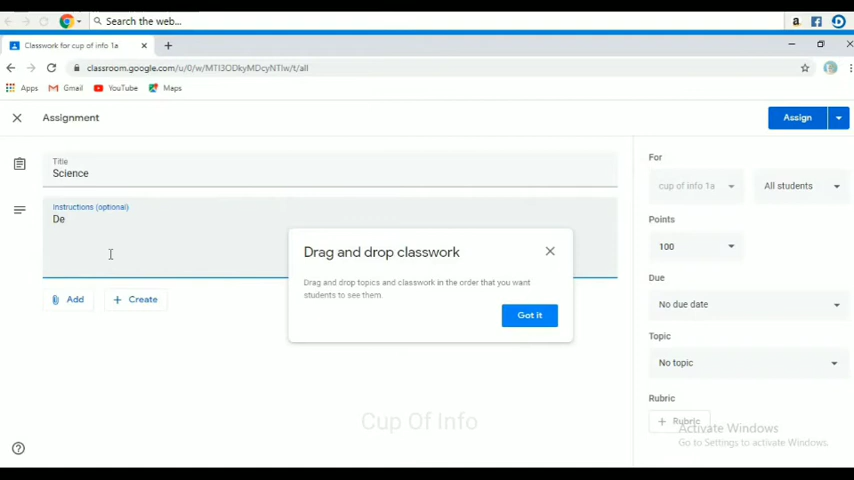 Search the web...
Classwork for cup of info 1a
classroom.google.com/u/0/w/MTI3ODkyMDcyNTIw/t/all
Apps
Gmail
YouTube
Maps
Assignment
Assign
Title
Science
Instructions (optional)
De
Add
Create
For
cup of info 1a
All students
Points
100
Due
No due date
Topic
No topic
Rubric
Rubric
Drag and drop classwork
Drag and drop topics and classwork in the order that you want
students to see them.
Got it
Cup Of Info
Activate Windows
Go to Settings to activate Windows.